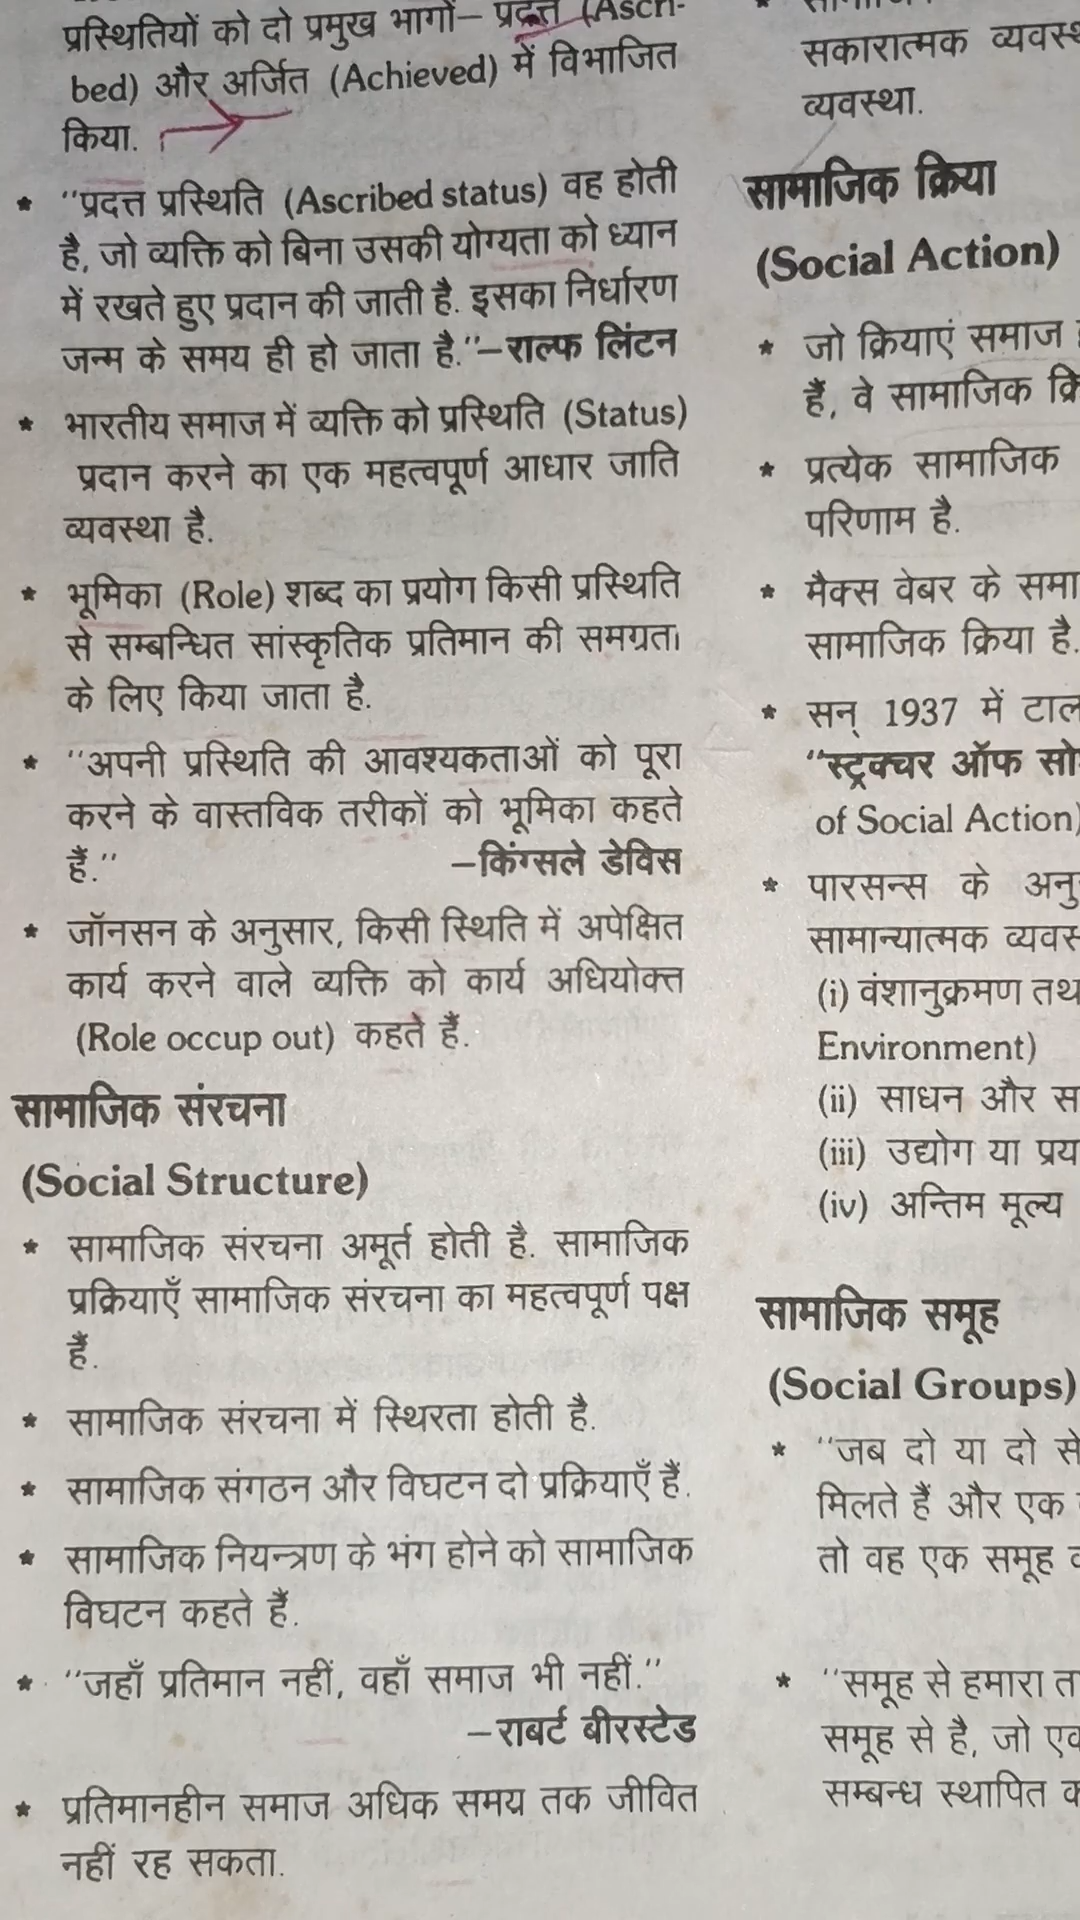 प्रस्थितियों को दो प्रमुख भागों– प्रदत्त (Ascri-
bed) और अर्जित (Achieved) में विभाजित
किया.
* ''प्रदत्त प्रस्थिति (Ascribed status) वह होती
है, जो व्यक्ति को बिना उसकी योग्यता को ध्यान
में रखते हुए प्रदान की जाती है. इसका निर्धारण
जन्म के समय ही हो जाता है.''–राल्फ लिंटन
* भारतीय समाज में व्यक्ति को प्रस्थिति (Status)
प्रदान करने का एक महत्वपूर्ण आधार जाति
व्यवस्था है.
* भूमिका (Role) शब्द का प्रयोग किसी प्रस्थिति
से सम्बन्धित सांस्कृतिक प्रतिमान की समग्रता
के लिए किया जाता है.
* ''अपनी प्रस्थिति की आवश्यकताओं को पूरा
करने के वास्तविक तरीकों को भूमिका कहते
हैं.'' –किंग्सले डेविस
* जॉनसन के अनुसार, किसी स्थिति में अपेक्षित
कार्य करने वाले व्यक्ति को कार्य अधियोक्त
(Role occup out) कहते हैं.
सामाजिक संरचना
(Social Structure)
* सामाजिक संरचना अमूर्त होती है. सामाजिक
प्रक्रियाएँ सामाजिक संरचना का महत्वपूर्ण पक्ष
हैं.
* सामाजिक संरचना में स्थिरता होती है.
* सामाजिक संगठन और विघटन दो प्रक्रियाएँ हैं.
* सामाजिक नियन्त्रण के भंग होने को सामाजिक
विघटन कहते हैं.
* ''जहाँ प्रतिमान नहीं, वहाँ समाज भी नहीं.''
–राबर्ट बीरस्टेड
* प्रतिमानहीन समाज अधिक समय तक जीवित
नहीं रह सकता.
सकारात्मक
व्यवस्था.
सामाजिक क्रिया
(Social Action)
* जो क्रियाएं समाज
हैं, वे सामाजिक
* प्रत्येक सामाजिक
परिणाम है.
* मैक्स वेबर के
सामाजिक क्रिया है.
* सन् 1937 में
''स्ट्रक्चर ऑफ
of Social Action)
* पारसन्स के
सामान्यात्मक
(i) वंशानुक्रमण
Environment)
(ii) साधन और
(iii) उद्योग या
(iv) अन्तिम मूल्य
सामाजिक समूह
(Social Groups)
* ''जब दो या दो से
मिलते हैं और एक
तो वह एक समूह
* ''समूह से हमारा
समूह से है, जो
सम्बन्ध स्थापित